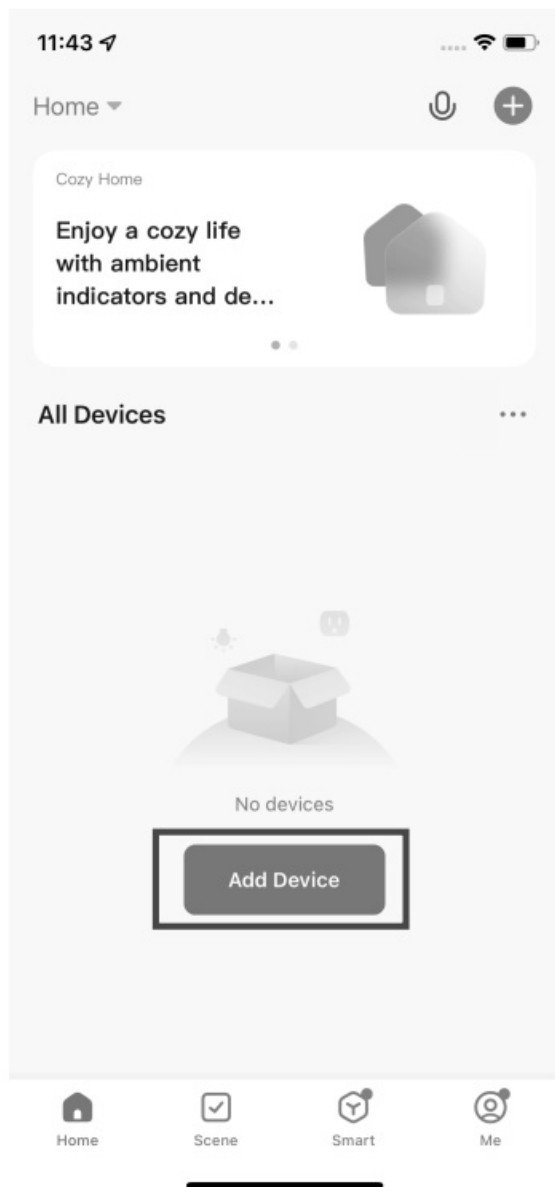 11:43
Home
Cozy Home
Enjoy a cozy life
with ambient
indicators and de...
All Devices
No devices
Add Device
Home Scene Smart Me